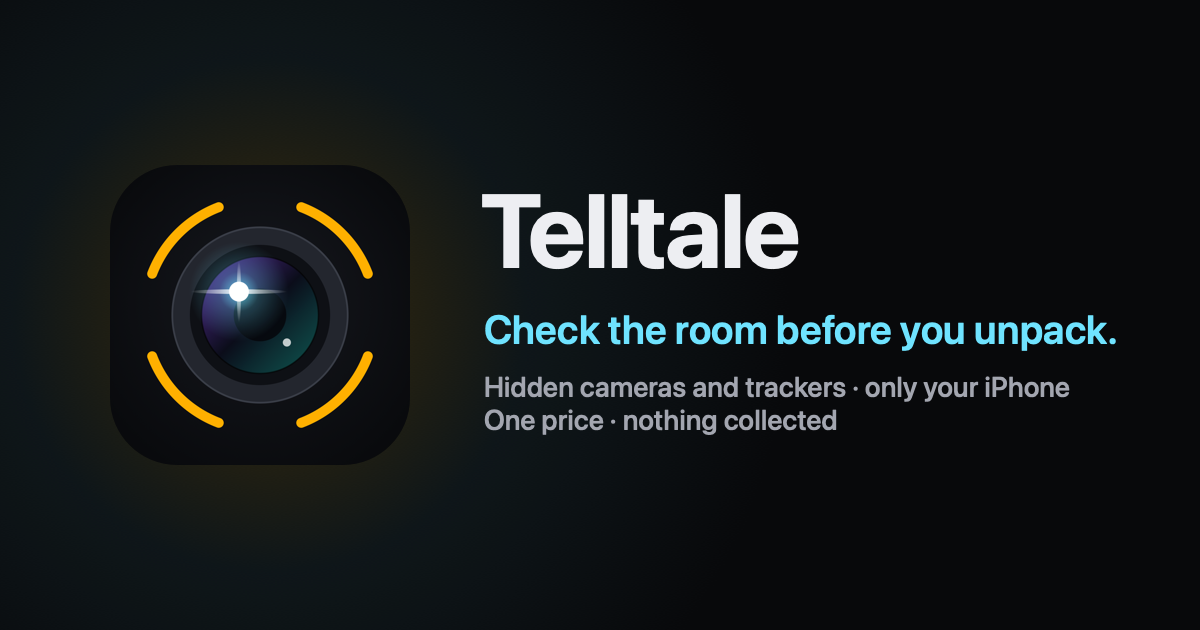 Telltale
Check the room before you unpack.
Hidden cameras and trackers · only your iPhone
One price · nothing collected